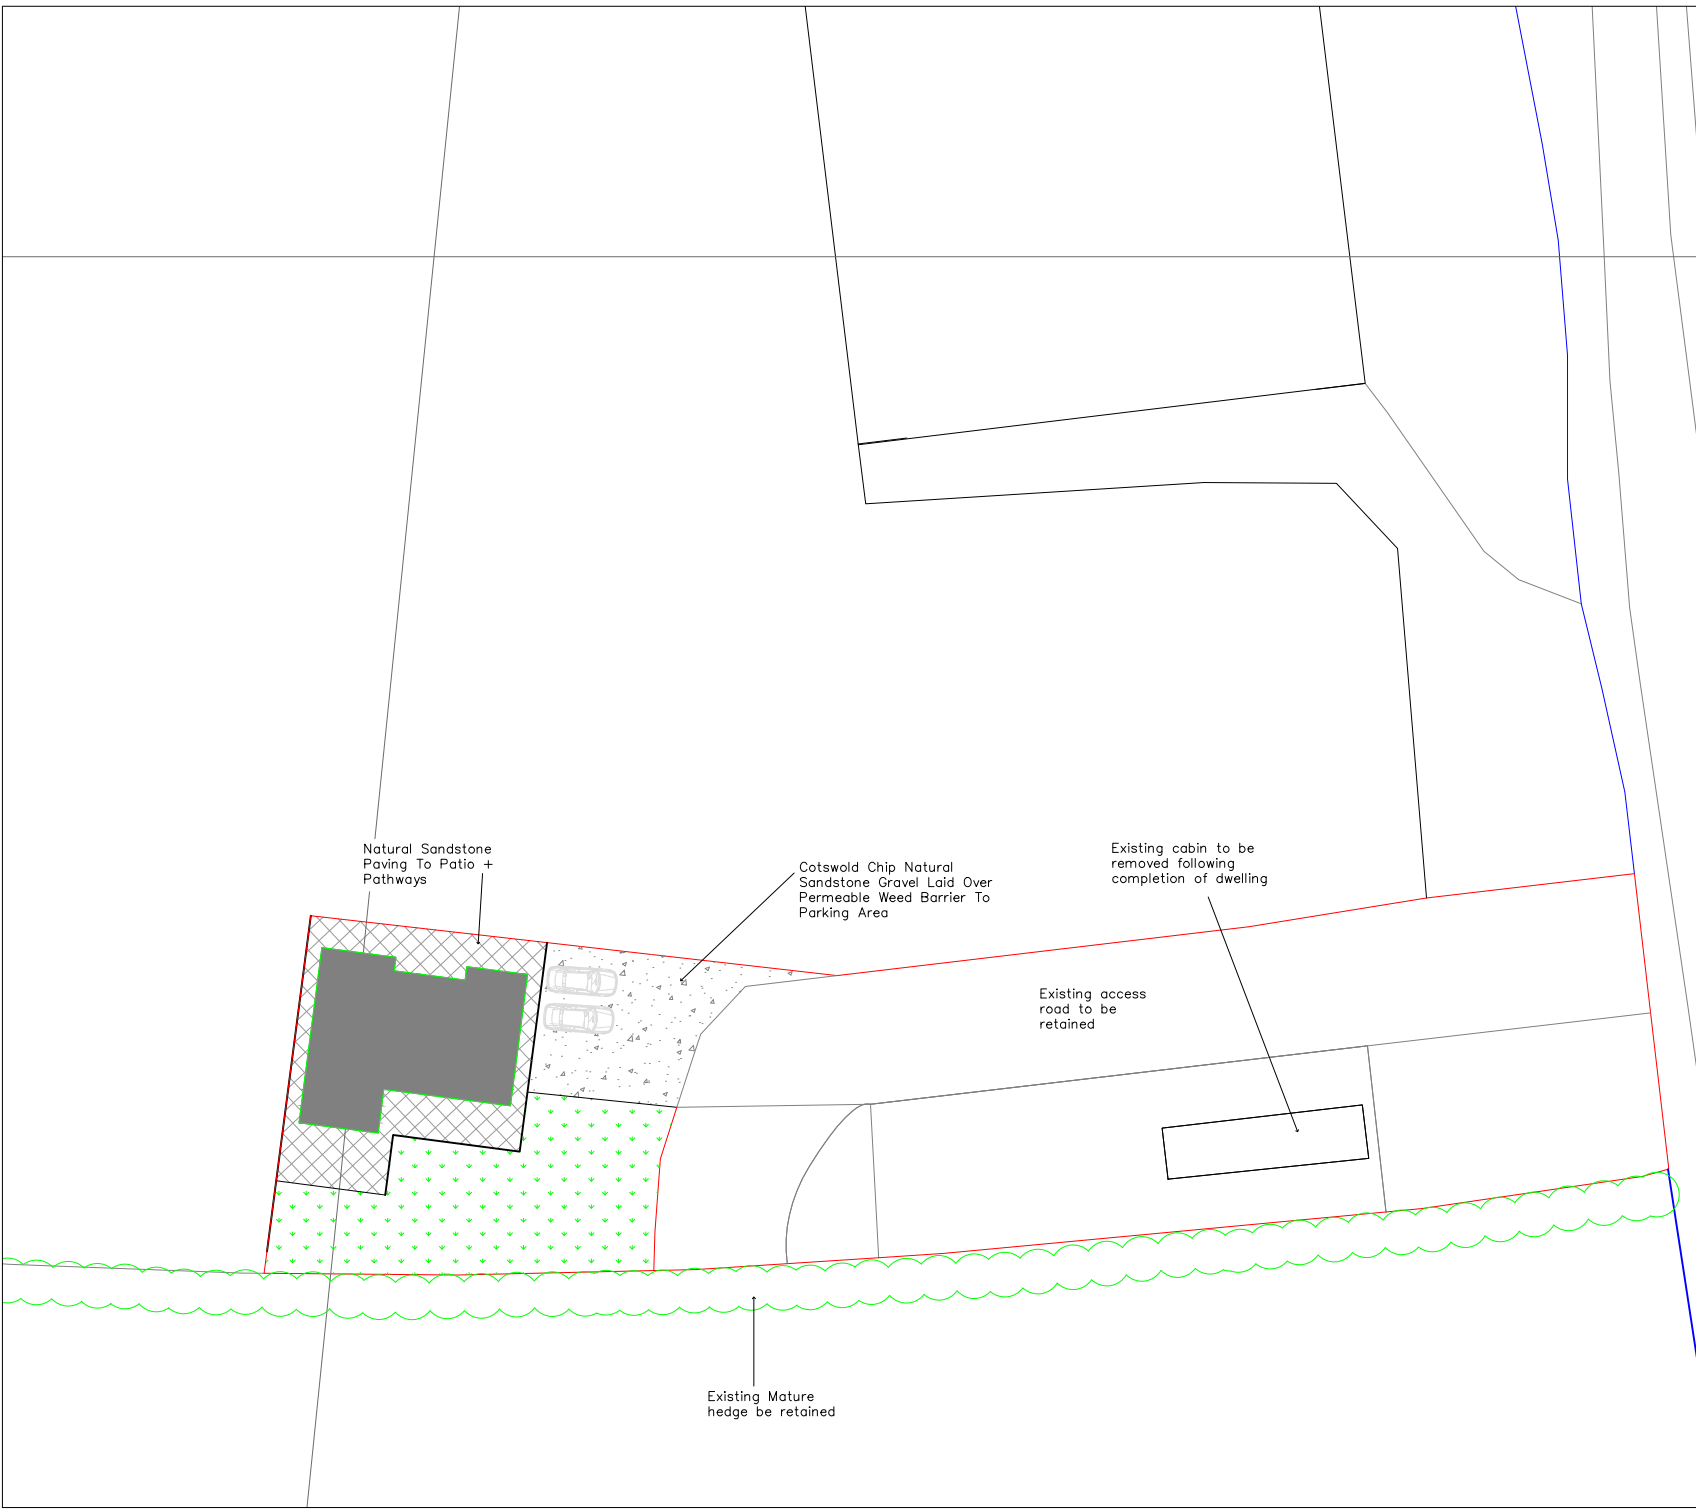 Natural Sandstone
Paving To Patio +
Pathways
Cotswold Chip Natural
Sandstone Gravel Laid Over
Permeable Weed Barrier To
Parking Area
Existing cabin to be
removed following
completion of dwelling
Existing access
road to be
retained
Existing Mature
hedge be retained